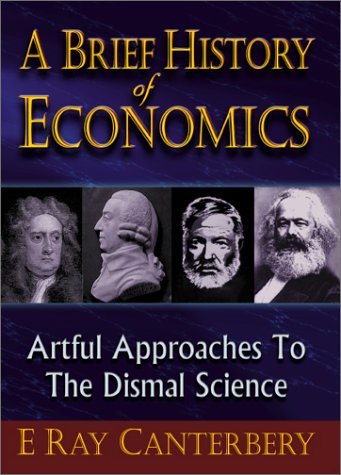 A BRIEF HISTORY
of
ECONOMICS
Artful Approaches To
The Dismal Science
E RAY CANTERBERY